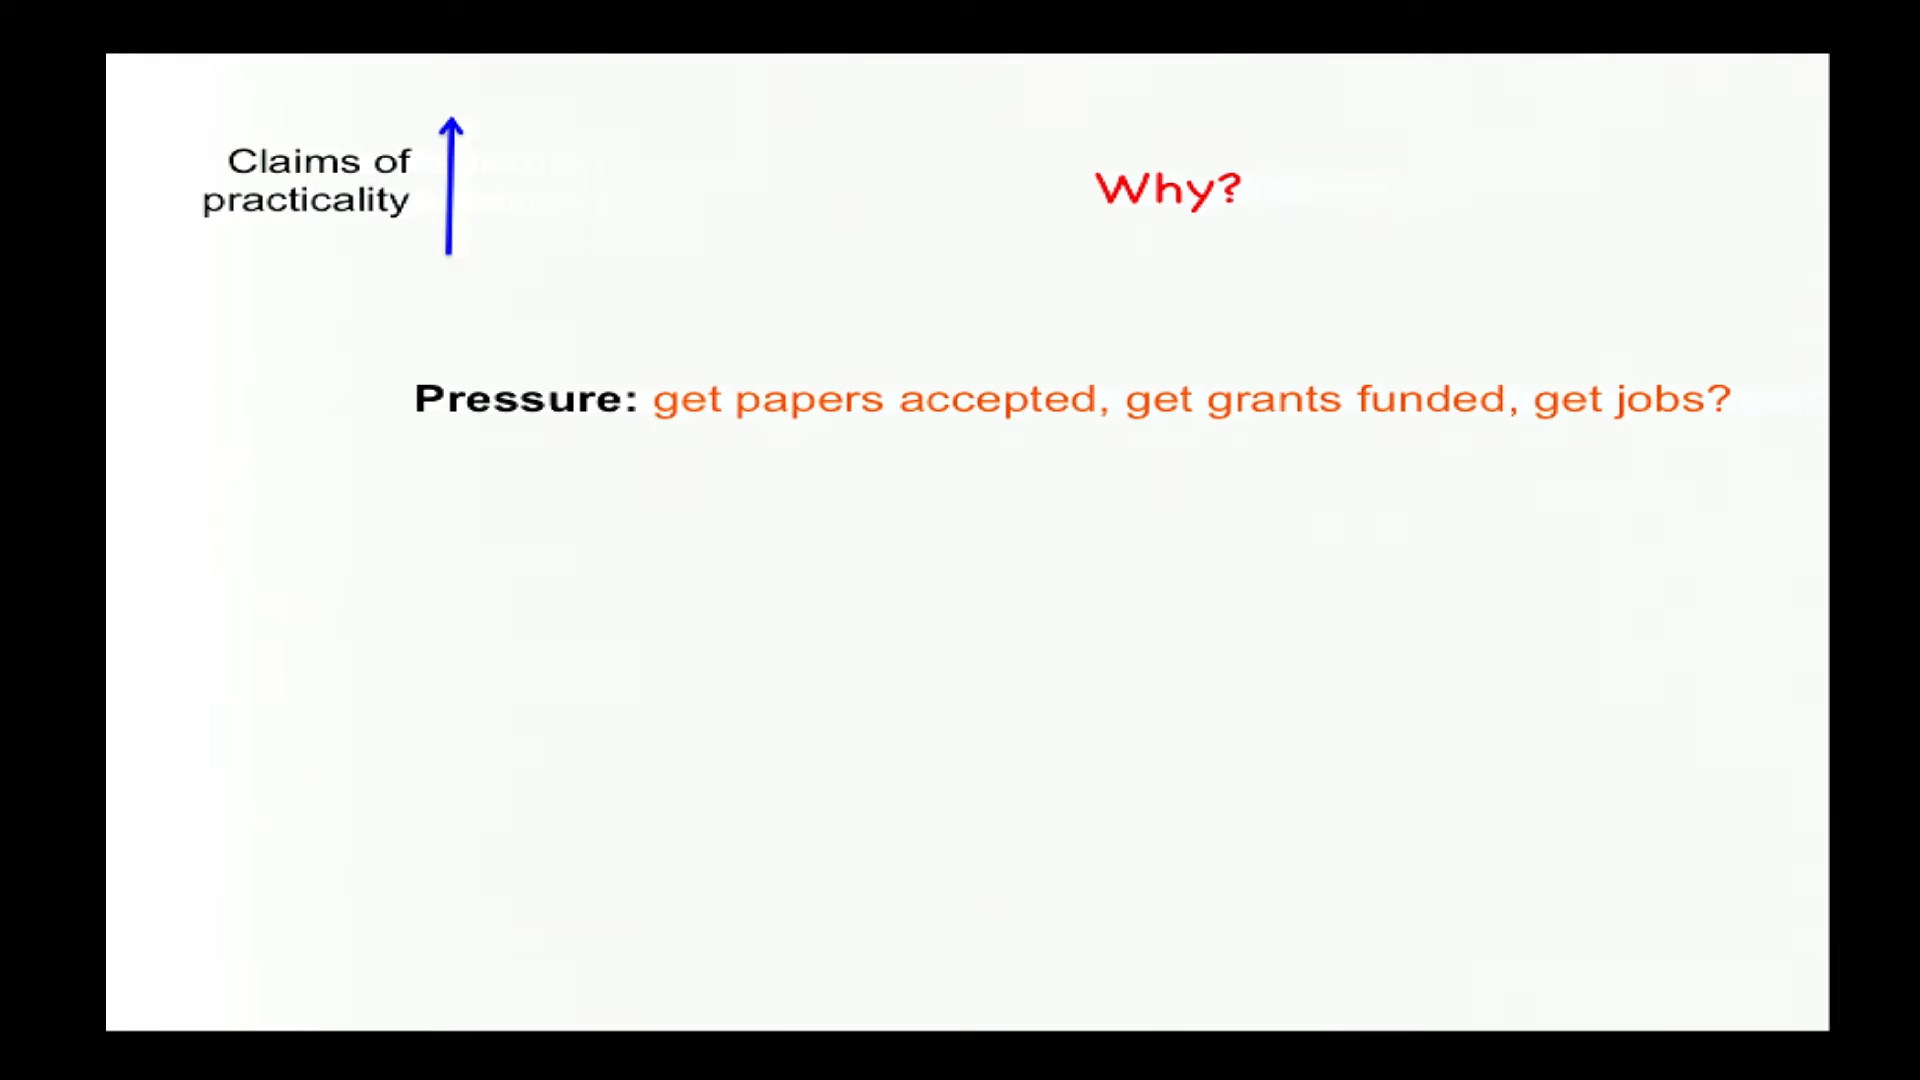 Claims of
practicality
Why?
Pressure: get papers accepted, get grants funded, get jobs?